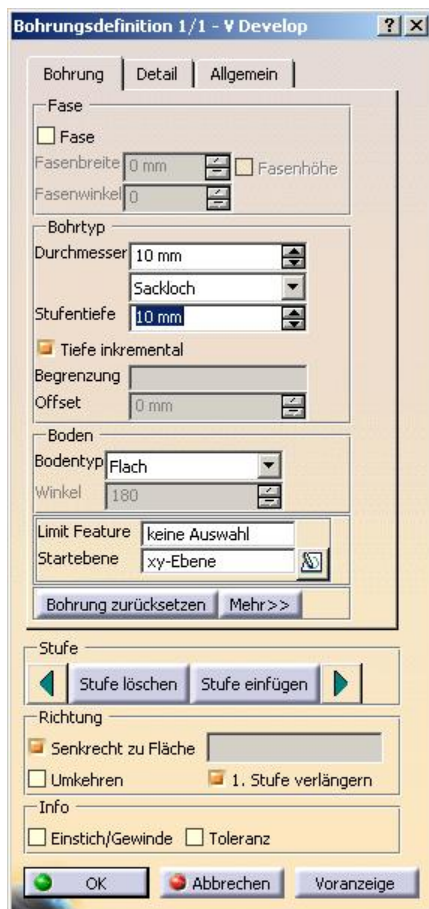 Bohrungsdefinition 1/1 - V Develop ? X
Bohrung Detail Allgemein
Fase
Fase
Fasenbreite 0 mm Fasenhöhe
Fasenwinkel 0
Bohrtyp
Durchmesser 10 mm
Sackloch
Stufentiefe 10 mm
Tiefe inkremental
Begrenzung
Offset 0 mm
Boden
Bodentyp Flach
Winkel 180
Limit Feature keine Auswahl
Startebene xy-Ebene
Bohrung zurücksetzen Mehr>>
Stufe
Stufe löschen Stufe einfügen
Richtung
Senkrecht zu Fläche
Umkehren 1. Stufe verlängern
Info
Einstich/Gewinde Toleranz
OK Abbrechen Voranzeige